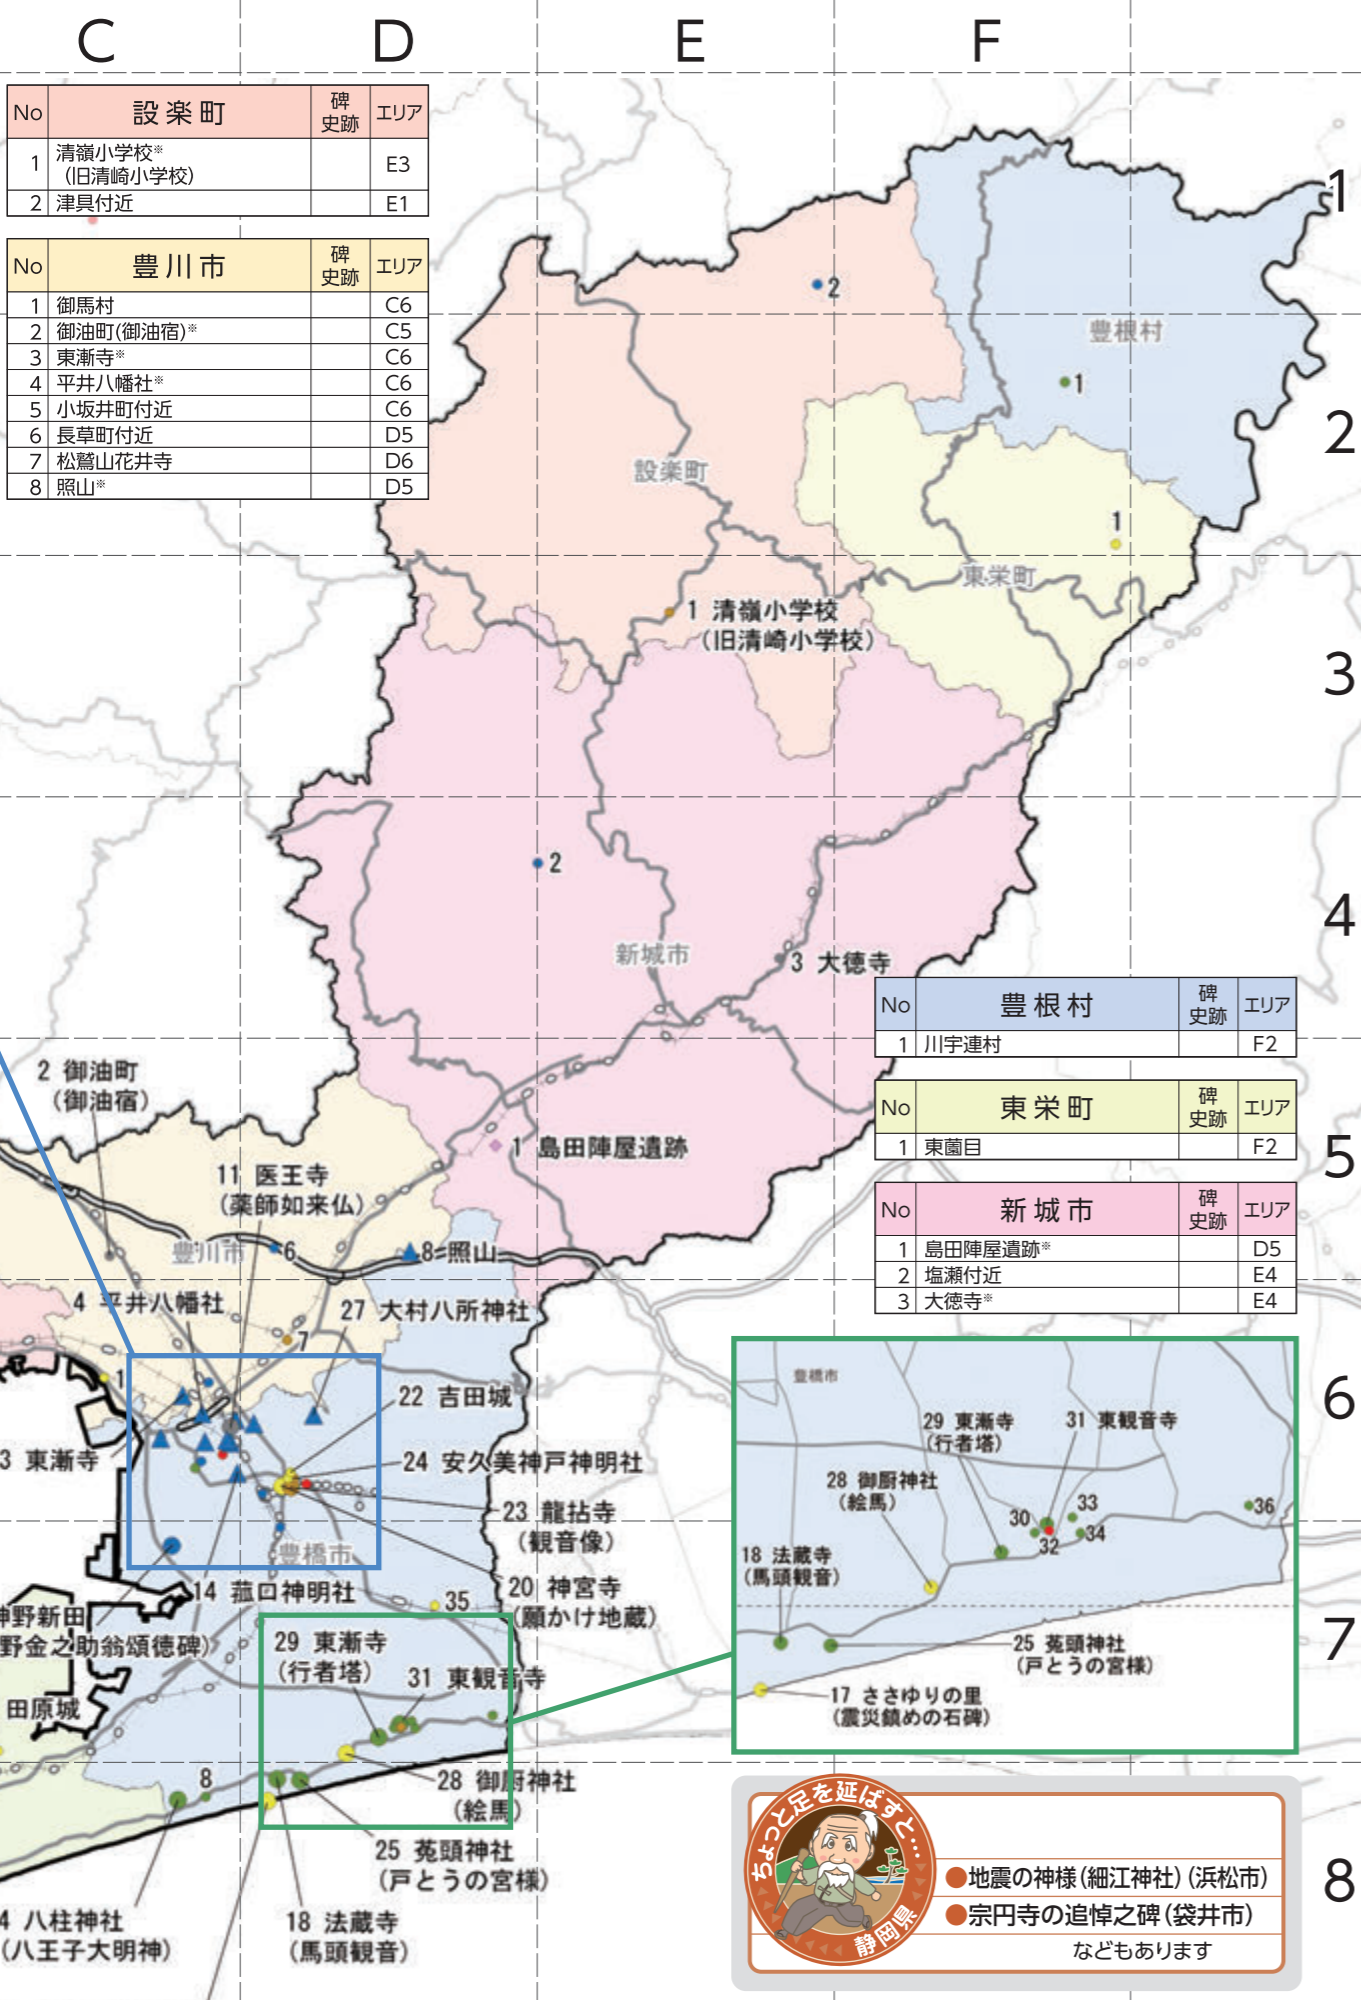 C D E F
No 設楽町 碑史跡 エリア
1 清嶺小学校※(旧清崎小学校) E3
2 津具付近 E1
No 豊川市 碑史跡 エリア
1 御馬村 C6
2 御油町(御油宿)※ C5
3 東漸寺※ C6
4 平井八幡社※ C6
5 小坂井町付近 C6
6 長草町付近 D5
7 松鷲山花井寺 D6
8 照山※ D5
1
2
豊根村
1
2
設楽町
1
東栄町
1 清嶺小学校
(旧清崎小学校)
3
2
4
新城市
3 大徳寺
No 豊根村 碑史跡 エリア
1 川宇連村 F2
No 東栄町 碑史跡 エリア
1 東薗目 F2
No 新城市 碑史跡 エリア
1 島田陣屋遺跡※ D5
2 塩瀬付近 E4
3 大徳寺※ E4
2 御油町
(御油宿)
1 島田陣屋遺跡
5
11 医王寺
(薬師如来仏)
豊川市
6
8 照山
4 平井八幡社
27 大村八所神社
7
1
22 吉田城
6
3 東漸寺
24 安久美神戸神明社
23 龍拈寺
(観音像)
豊橋市
14 菰口神明社
20 神宮寺
(願かけ地蔵)
35
神野新田
野金之助翁頌徳碑)
29 東漸寺
(行者塔)
31 東観音寺
田原城
7
8
28 御厨神社
(絵馬)
25 菟頭神社
(戸とうの宮様)
4 八柱神社
(八王子大明神)
18 法蔵寺
(馬頭観音)
豊橋市
29 東漸寺
(行者塔)
31 東観音寺
28 御厨神社
(絵馬)
30
33
36
34
32
18 法蔵寺
(馬頭観音)
25 菟頭神社
(戸とうの宮様)
17 ささゆりの里
(震災鎮めの石碑)
ちょっと足を延ばすと…
静岡県
●地震の神様(細江神社)(浜松市)
●宗円寺の追悼之碑(袋井市)
などもあります
8